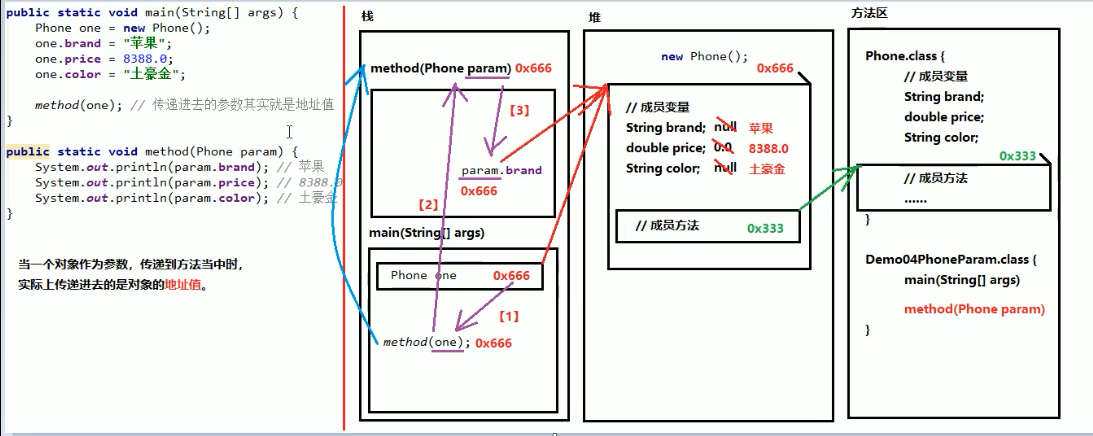 public static void main(String[] args) {
Phone one = new Phone();
one.brand = "苹果";
one.price = 8388.0;
one.color = "土豪金";
method(one); // 传递进去的参数其实就是地址值
}
public static void method(Phone param) {
System.out.println(param.brand); // 苹果
System.out.println(param.price); // 8388.0
System.out.println(param.color); // 土豪金
}
当一个对象作为参数，传递到方法当中时，
实际上传递进去的是对象的地址值。
栈
method(Phone param) 0x666
【3】
param.brand
0x666
【2】
main(String[] args)
Phone one 0x666
【1】
method(one); 0x666
堆
new Phone();
0x666
// 成员变量
String brand; null 苹果
double price; 0.0 8388.0
String color; null 土豪金
// 成员方法 0x333
方法区
Phone.class {
// 成员变量
String brand;
double price;
String color;
0x333
// 成员方法
......
}
Demo04PhoneParam.class {
main(String[] args)
method(Phone param)
}